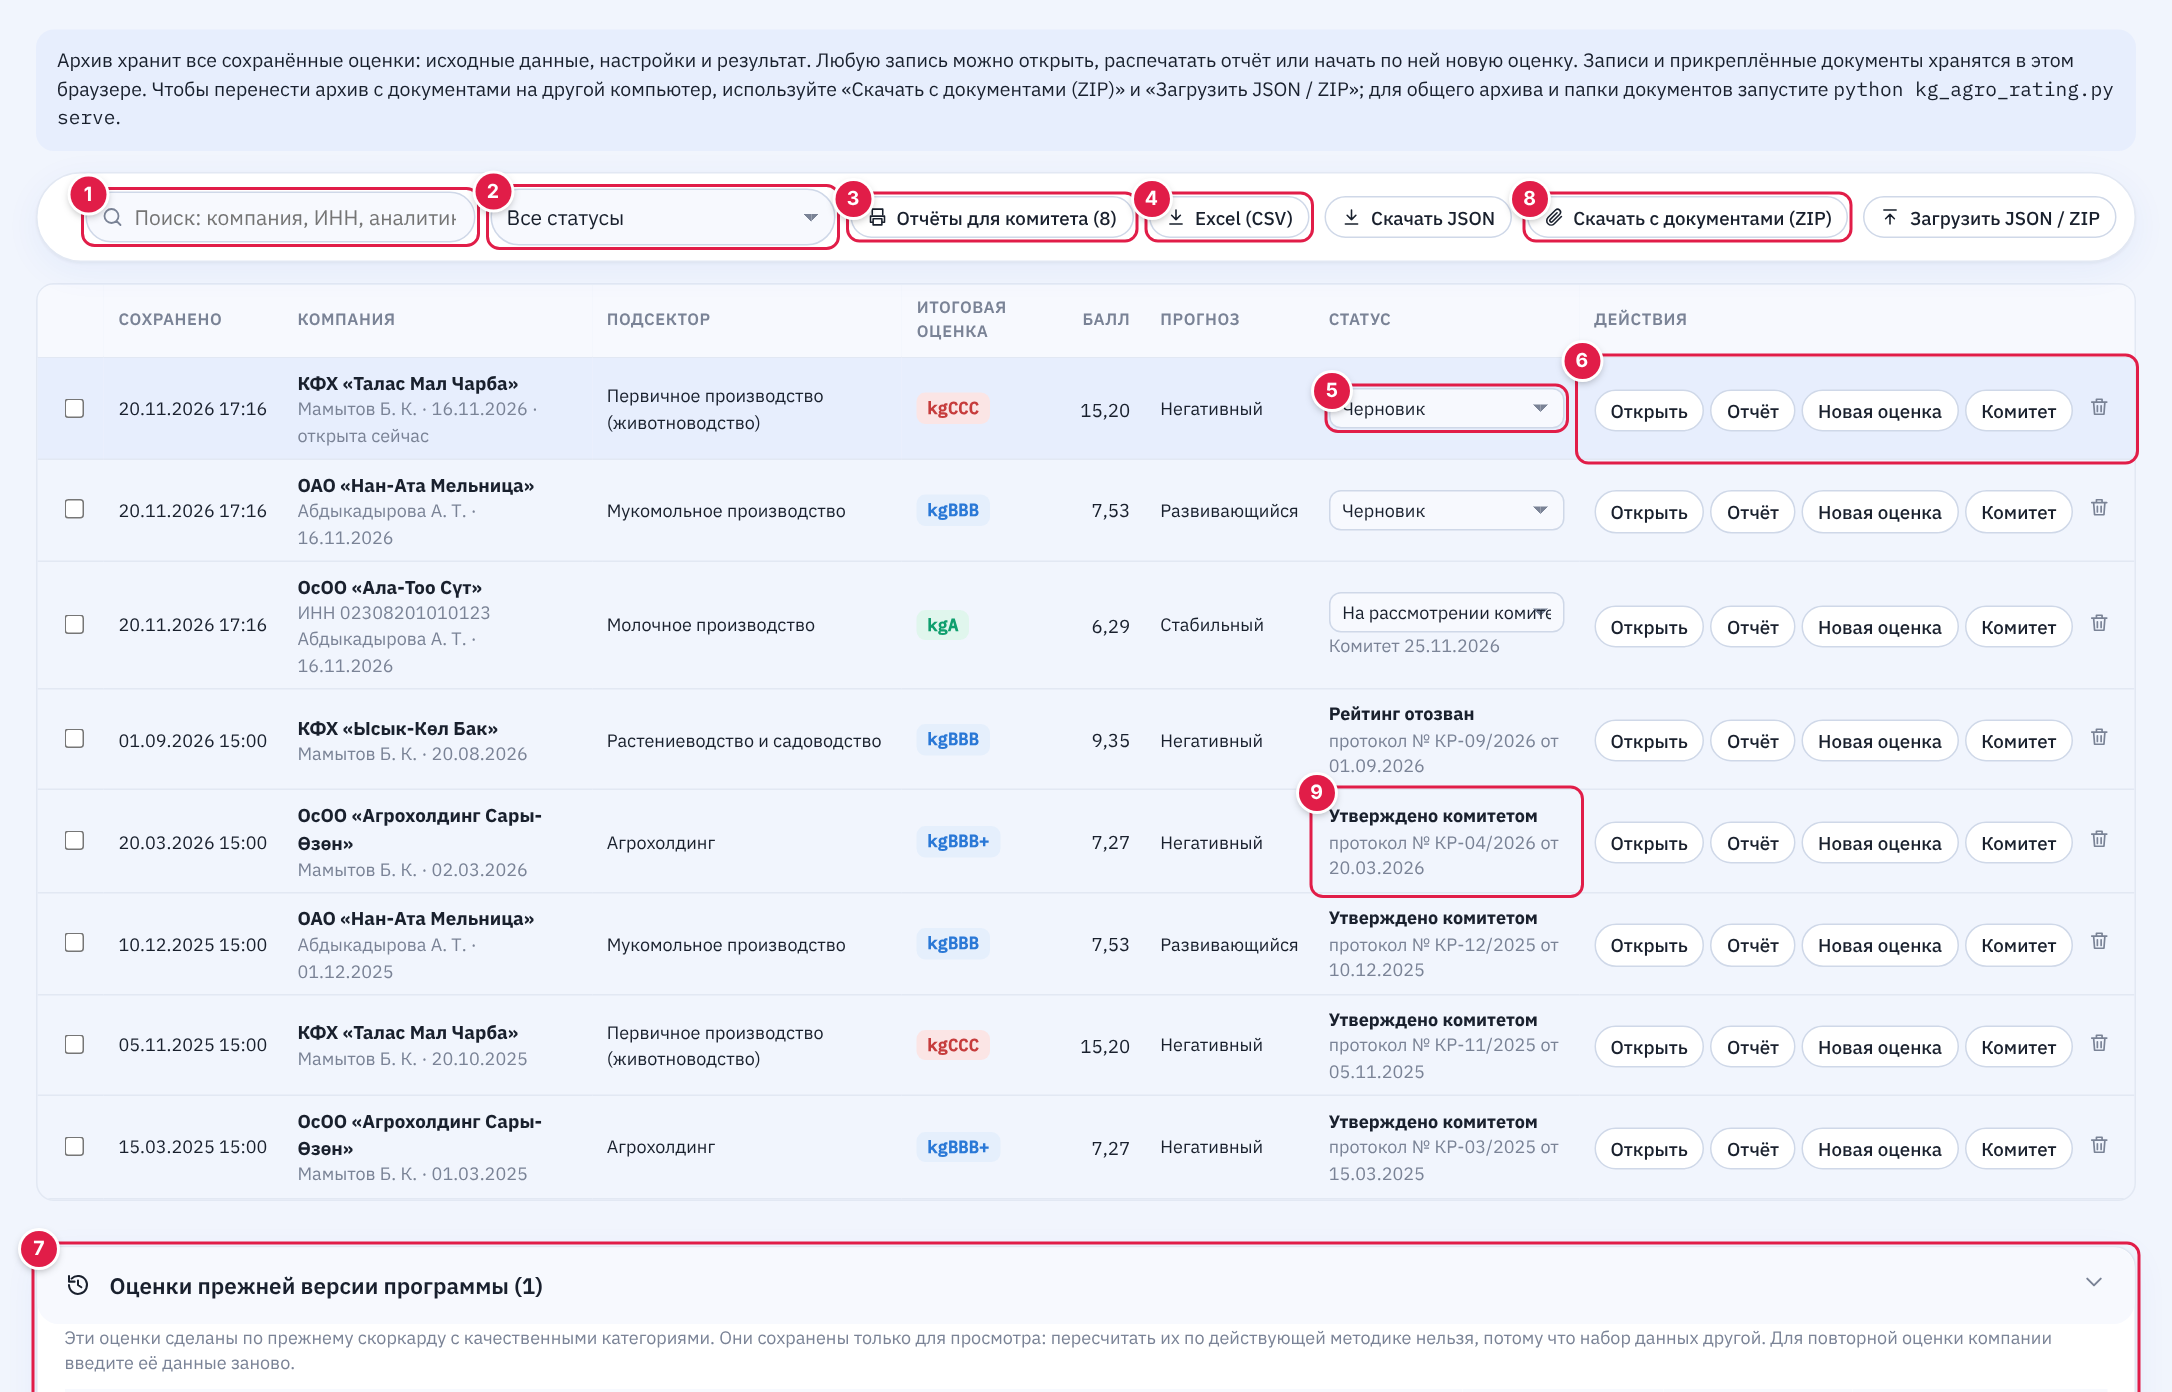 Архив хранит все сохранённые оценки: исходные данные, настройки и результат. Любую запись можно открыть, распечатать отчёт или начать по ней новую оценку. Записи и прикреплённые документы хранятся в этом
браузере. Чтобы перенести архив с документами на другой компьютер, используйте «Скачать с документами (ZIP)» и «Загрузить JSON / ZIP»; для общего архива и папки документов запустите python kg_agro_rating.py
serve.
1 Поиск: компания, ИНН, аналитик
2 Все статусы
3 Отчёты для комитета (8)
4 Excel (CSV)
Скачать JSON
8 Скачать с документами (ZIP)
Загрузить JSON / ZIP
СОХРАНЕНО КОМПАНИЯ ПОДСЕКТОР ИТОГОВАЯ ОЦЕНКА БАЛЛ ПРОГНОЗ СТАТУС ДЕЙСТВИЯ
20.11.2026 17:16
КФХ «Талас Мал Чарба»
Мамытов Б. К. · 16.11.2026 ·
открыта сейчас
Первичное производство
(животноводство)
kgCCC
15,20
Негативный
5 Черновик
6 Открыть Отчёт Новая оценка Комитет
20.11.2026 17:16
ОАО «Нан-Ата Мельница»
Абдыкадырова А. Т. ·
16.11.2026
Мукомольное производство
kgBBB
7,53
Развивающийся
Черновик
Открыть Отчёт Новая оценка Комитет
20.11.2026 17:16
ОсОО «Ала-Тоо Сүт»
ИНН 02308201010123
Абдыкадырова А. Т. ·
16.11.2026
Молочное производство
kgA
6,29
Стабильный
На рассмотрении комите
Комитет 25.11.2026
Открыть Отчёт Новая оценка Комитет
01.09.2026 15:00
КФХ «Ысык-Көл Бак»
Мамытов Б. К. · 20.08.2026
Растениеводство и садоводство
kgBBB
9,35
Негативный
Рейтинг отозван
протокол № КР-09/2026 от
01.09.2026
Открыть Отчёт Новая оценка Комитет
20.03.2026 15:00
ОсОО «Агрохолдинг Сары-
Өзөн»
Мамытов Б. К. · 02.03.2026
Агрохолдинг
kgBBB+
7,27
Негативный
9 Утверждено комитетом
протокол № КР-04/2026 от
20.03.2026
Открыть Отчёт Новая оценка Комитет
10.12.2025 15:00
ОАО «Нан-Ата Мельница»
Абдыкадырова А. Т. ·
01.12.2025
Мукомольное производство
kgBBB
7,53
Развивающийся
Утверждено комитетом
протокол № КР-12/2025 от
10.12.2025
Открыть Отчёт Новая оценка Комитет
05.11.2025 15:00
КФХ «Талас Мал Чарба»
Мамытов Б. К. · 20.10.2025
Первичное производство
(животноводство)
kgCCC
15,20
Негативный
Утверждено комитетом
протокол № КР-11/2025 от
05.11.2025
Открыть Отчёт Новая оценка Комитет
15.03.2025 15:00
ОсОО «Агрохолдинг Сары-
Өзөн»
Мамытов Б. К. · 01.03.2025
Агрохолдинг
kgBBB+
7,27
Негативный
Утверждено комитетом
протокол № КР-03/2025 от
15.03.2025
Открыть Отчёт Новая оценка Комитет
7 Оценки прежней версии программы (1)
Эти оценки сделаны по прежнему скоркарду с качественными категориями. Они сохранены только для просмотра: пересчитать их по действующей методике нельзя, потому что набор данных другой. Для повторной оценки компании
введите её данные заново.